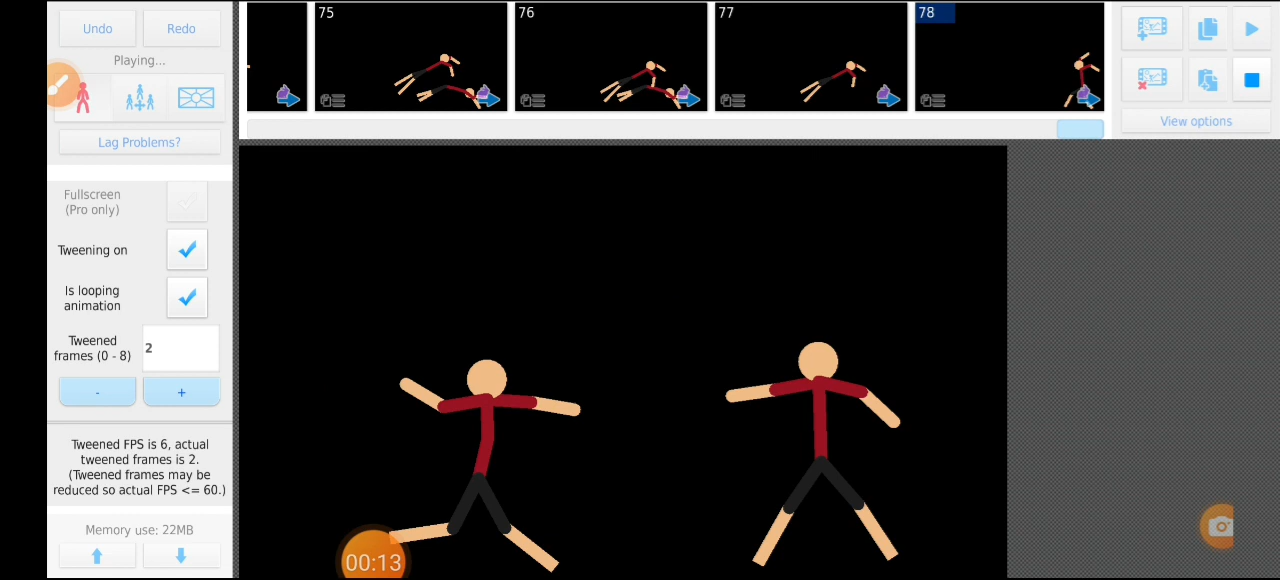 Undo
Redo
Playing...
Lag Problems?
Fullscreen
(Pro only)
Tweening on
Is looping
animation
Tweened
frames (0 - 8)
2
-
+
Tweened FPS is 6, actual
tweened frames is 2.
(Tweened frames may be
reduced so actual FPS <= 60.)
Memory use: 22MB
75
76
77
78
View options
00:13